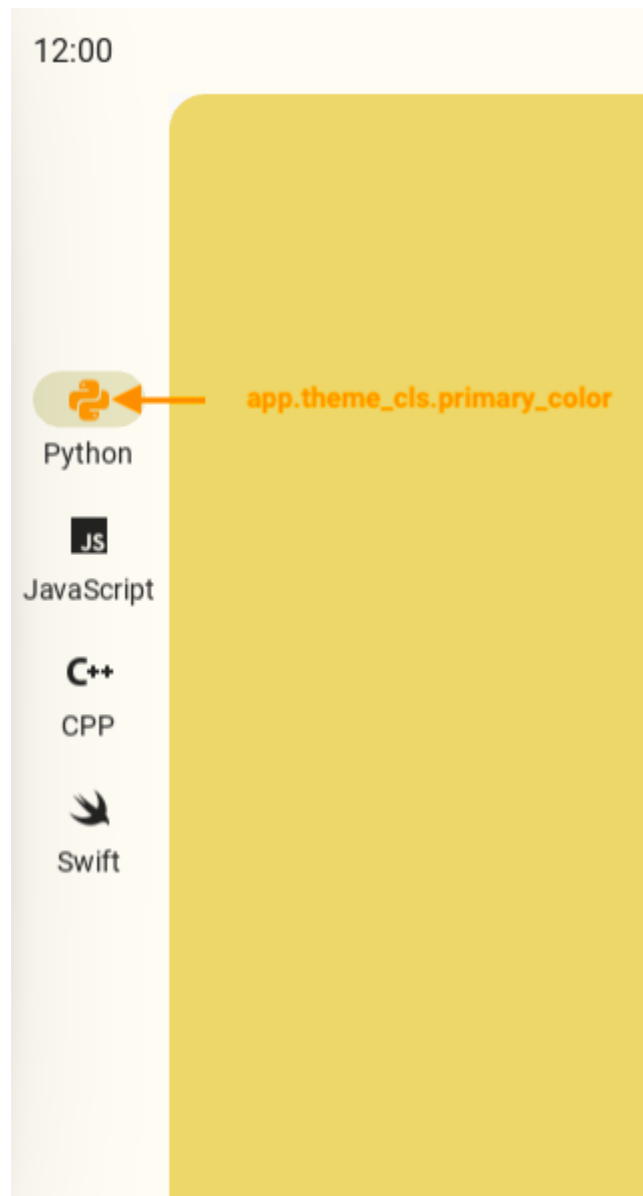 12:00
app.theme_cls.primary_color
Python
JS
JavaScript
C++
CPP
Swift